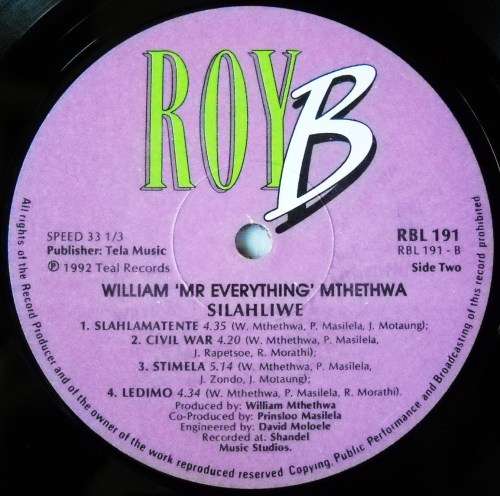 ROY B
SPEED 33 1/3
Publisher: Tela Music
℗ 1992 Teal Records
RBL 191
RBL 191 - B
Side Two
WILLIAM 'MR EVERYTHING' MTHETHWA
SILAHLIWE
1. SLAHLAMATENTE 4.35 (W. Mthethwa, P. Masilela, J. Motaung);
2. CIVIL WAR 4.20 (W. Mthethwa, P. Masilela,
J. Rapetsoe, R. Morathi);
3. STIMELA 5.14 (W. Mthethwa, P. Masilela,
J. Zondo, J. Motaung);
4. LEDIMO 4.34 (W. Mthethwa, P. Masilela, R. Morathi).
Produced by: William Mthethwa
Co-Produced by: Prinsloo Masilela
Engineered by: David Moloele
Recorded at: Shandel
Music Studios.
All rights of the Record Producer and of the owner of the work reproduced reserved Copying, Public Performance and Broadcasting of this record prohibited